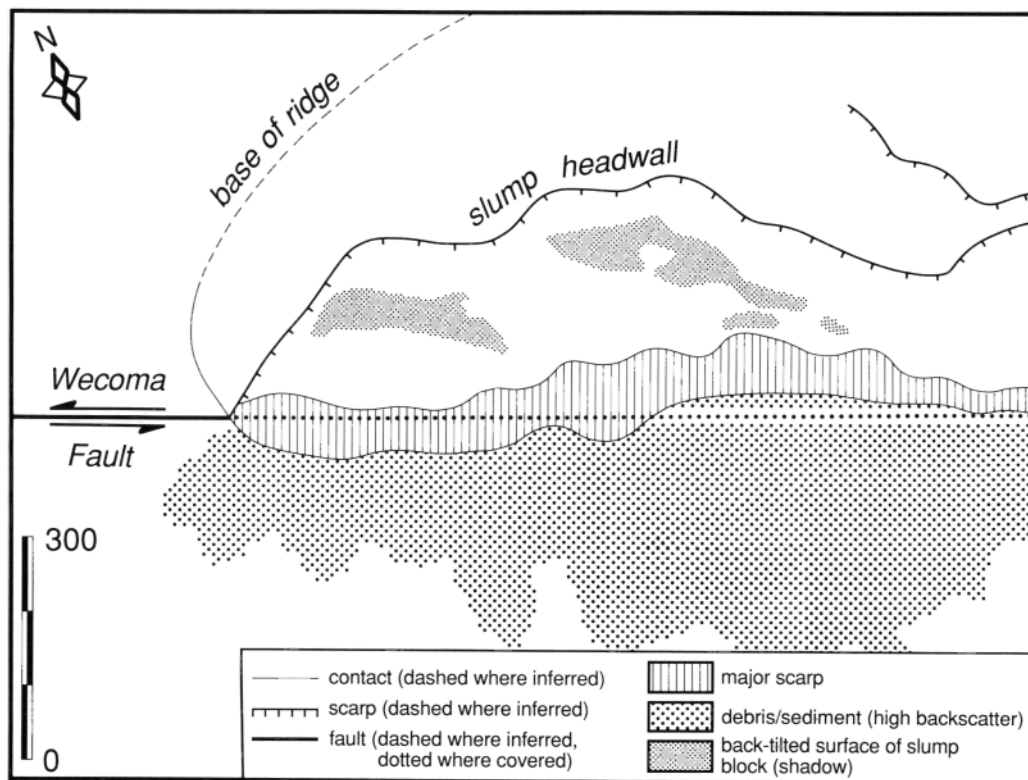 N
base of ridge
slump headwall
Wecoma
Fault
300
0
contact (dashed where inferred)
scarp (dashed where inferred)
fault (dashed where inferred,
dotted where covered)
major scarp
debris/sediment (high backscatter)
back-tilted surface of slump
block (shadow)